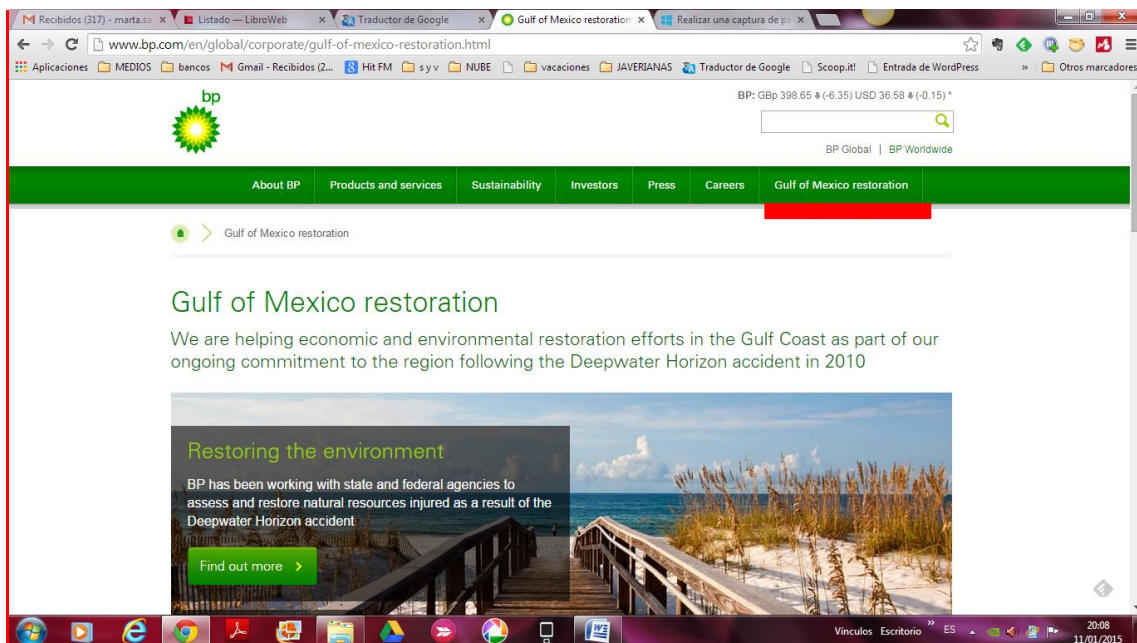 Recibidos (317) - marta.sa
Listado — LibroWeb
Traductor de Google
Gulf of Mexico restoration
Realizar una captura de pa
www.bp.com/en/global/corporate/gulf-of-mexico-restoration.html
Aplicaciones
MEDIOS
bancos
Gmail - Recibidos (2...
Hit FM
s y v
NUBE
vacaciones
JAVERIANAS
Traductor de Google
Scoop.it!
Entrada de WordPress
»
Otros marcadores
bp
BP: GBp 398.65 (-6.35) USD 36.58 (-0.15) *
BP Global | BP Worldwide
About BP
Products and services
Sustainability
Investors
Press
Careers
Gulf of Mexico restoration
Gulf of Mexico restoration
Gulf of Mexico restoration
We are helping economic and environmental restoration efforts in the Gulf Coast as part of our
ongoing commitment to the region following the Deepwater Horizon accident in 2010
Restoring the environment
BP has been working with state and federal agencies to
assess and restore natural resources injured as a result of the
Deepwater Horizon accident
Find out more >
Vínculos
Escritorio
»
ES
20:08
11/01/2015